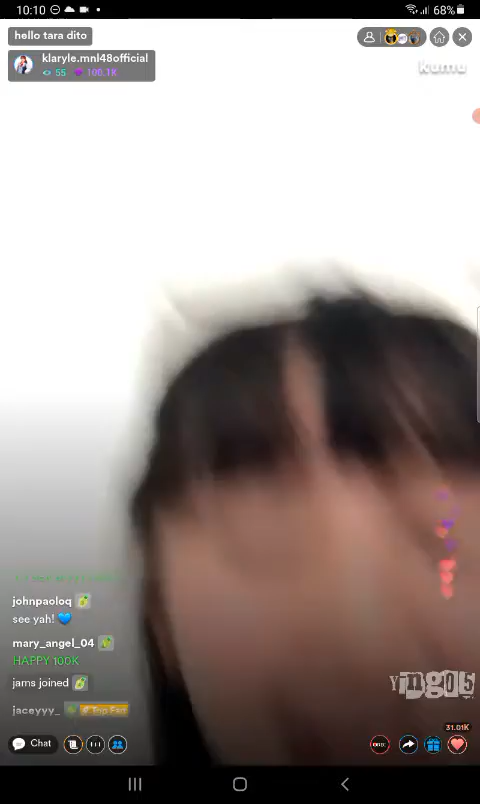 10:10
68%
hello tara dito
klaryle.mnl48official
55 100.1K
kumu
johnpaoloq
see yah!
mary_angel_04
HAPPY 100K
jams joined
jaceyyy_ Top Fan
Yingo5
31.01K
Chat